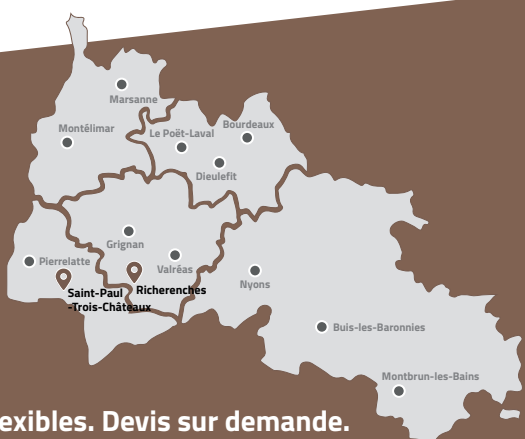 Marsanne
Montélimar
Le Poët-Laval
Bourdeaux
Dieulefit
Grignan
Pierrelatte
Valréas
Richerenches
Saint-Paul
-Trois-Châteaux
Nyons
Buis-les-Baronnies
Montbrun-les-Bains
exibles. Devis sur demande.